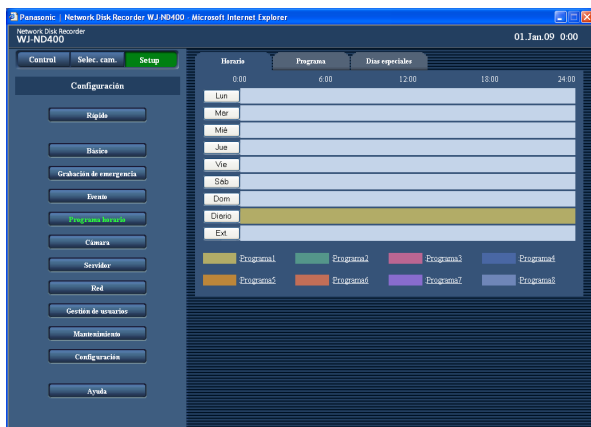 Panasonic | Network Disk Recorder WJ-ND400 - Microsoft Internet Explorer
Network Disk Recorder
WJ-ND400
01.Jan.09 0:00
Control Selec. cam. Setup
Horario Programa Días especiales
Configuración
0:00 6:00 12:00 18:00 24:00
Lun
Rápido
Mar
Mié
Básico
Jue
Vie
Grabación de emergencia
Sáb
Evento
Dom
Programa horario
Diario
Ext.
Cámara
Programa1 Programa2 Programa3 Programa4
Servidor
Programa5 Programa6 Programa7 Programa8
Red
Gestión de usuarios
Mantenimiento
Configuración
Ayuda